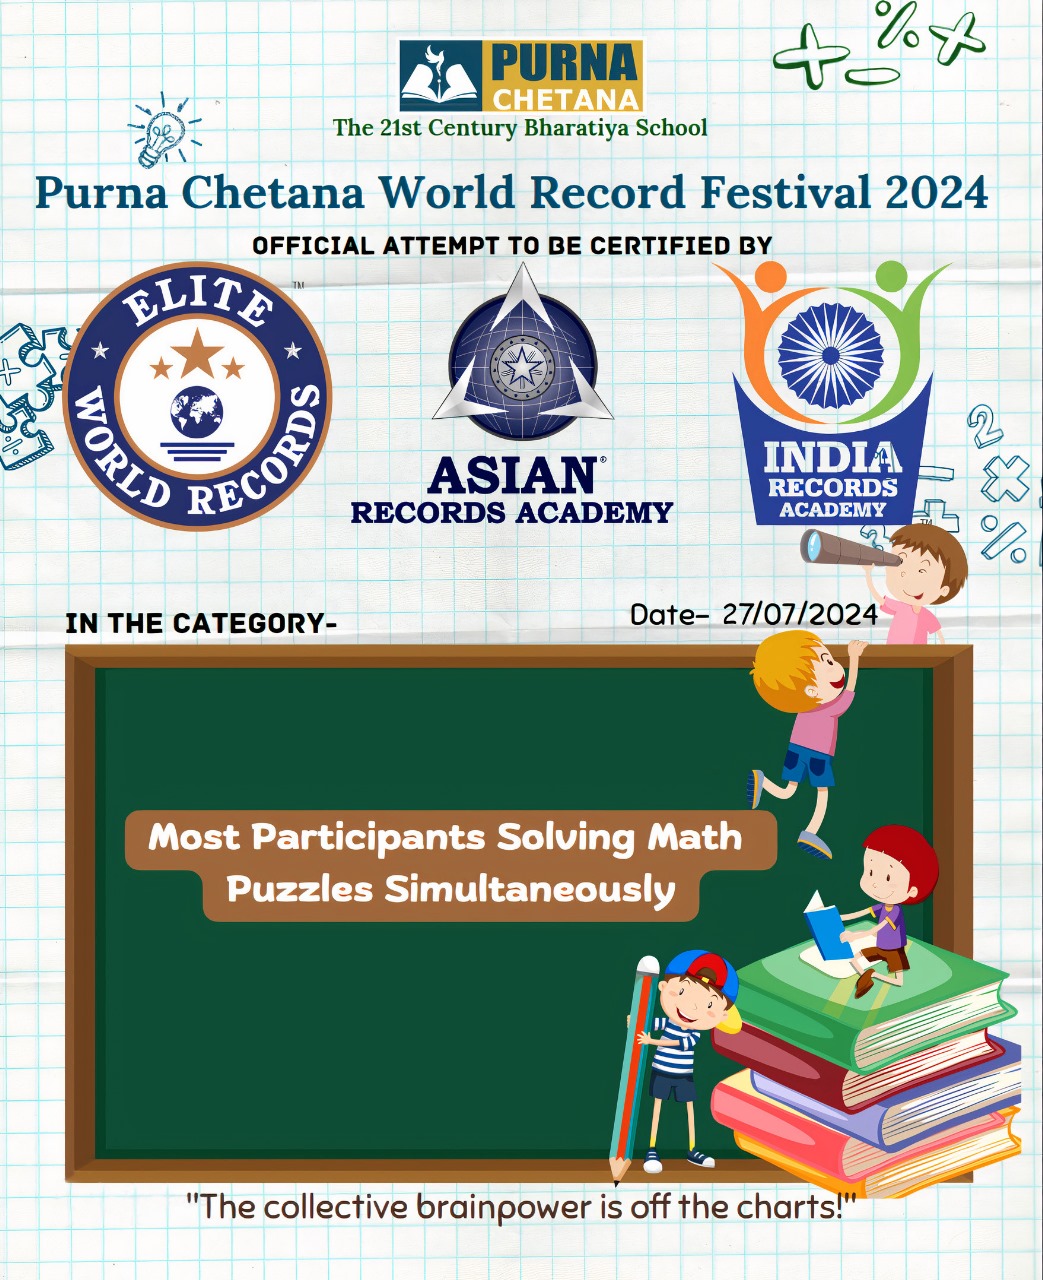 PURNA
CHETANA
The 21st Century Bharatiya School
Purna Chetana World Record Festival 2024
OFFICIAL ATTEMPT TO BE CERTIFIED BY
ELITE
WORLD RECORDS
TM
ASIAN®
RECORDS ACADEMY
INDIA
RECORDS
ACADEMY
TM
IN THE CATEGORY-
Date- 27/07/2024
Most Participants Solving Math
Puzzles Simultaneously
"The collective brainpower is off the charts!"